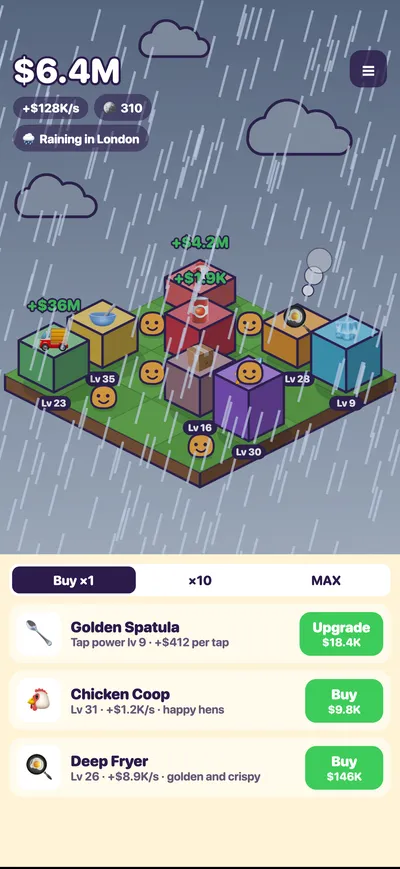 $6.4M
+$128K/s
310
Raining in London
+$4.2M
+$1.9K
+$36M
Lv 35
Lv 28
Lv 23
Lv 9
Lv 16
Lv 30
Buy ×1
×10
MAX
Golden Spatula
Tap power lv 9 · +$412 per tap
Upgrade
$18.4K
Chicken Coop
Lv 31 · +$1.2K/s · happy hens
Buy
$9.8K
Deep Fryer
Lv 26 · +$8.9K/s · golden and crispy
Buy
$146K